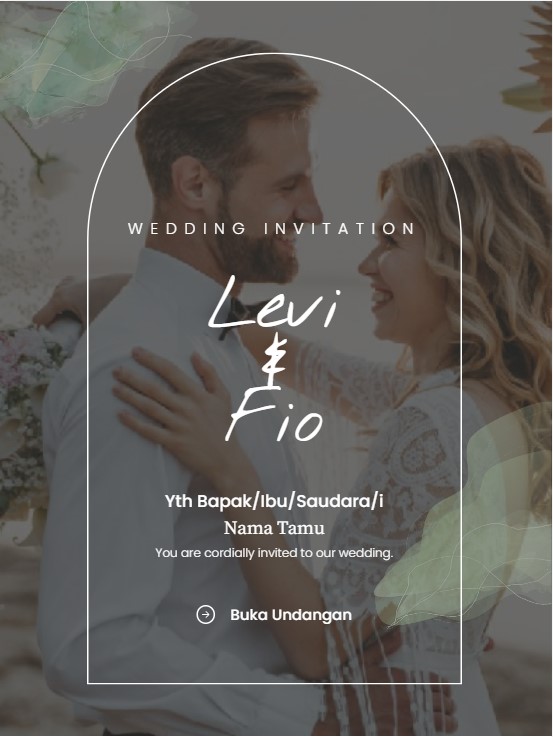 WEDDING INVITATION
Levi
&
Fio
Yth Bapak/Ibu/Saudara/i
Nama Tamu
You are cordially invited to our wedding.
Buka Undangan